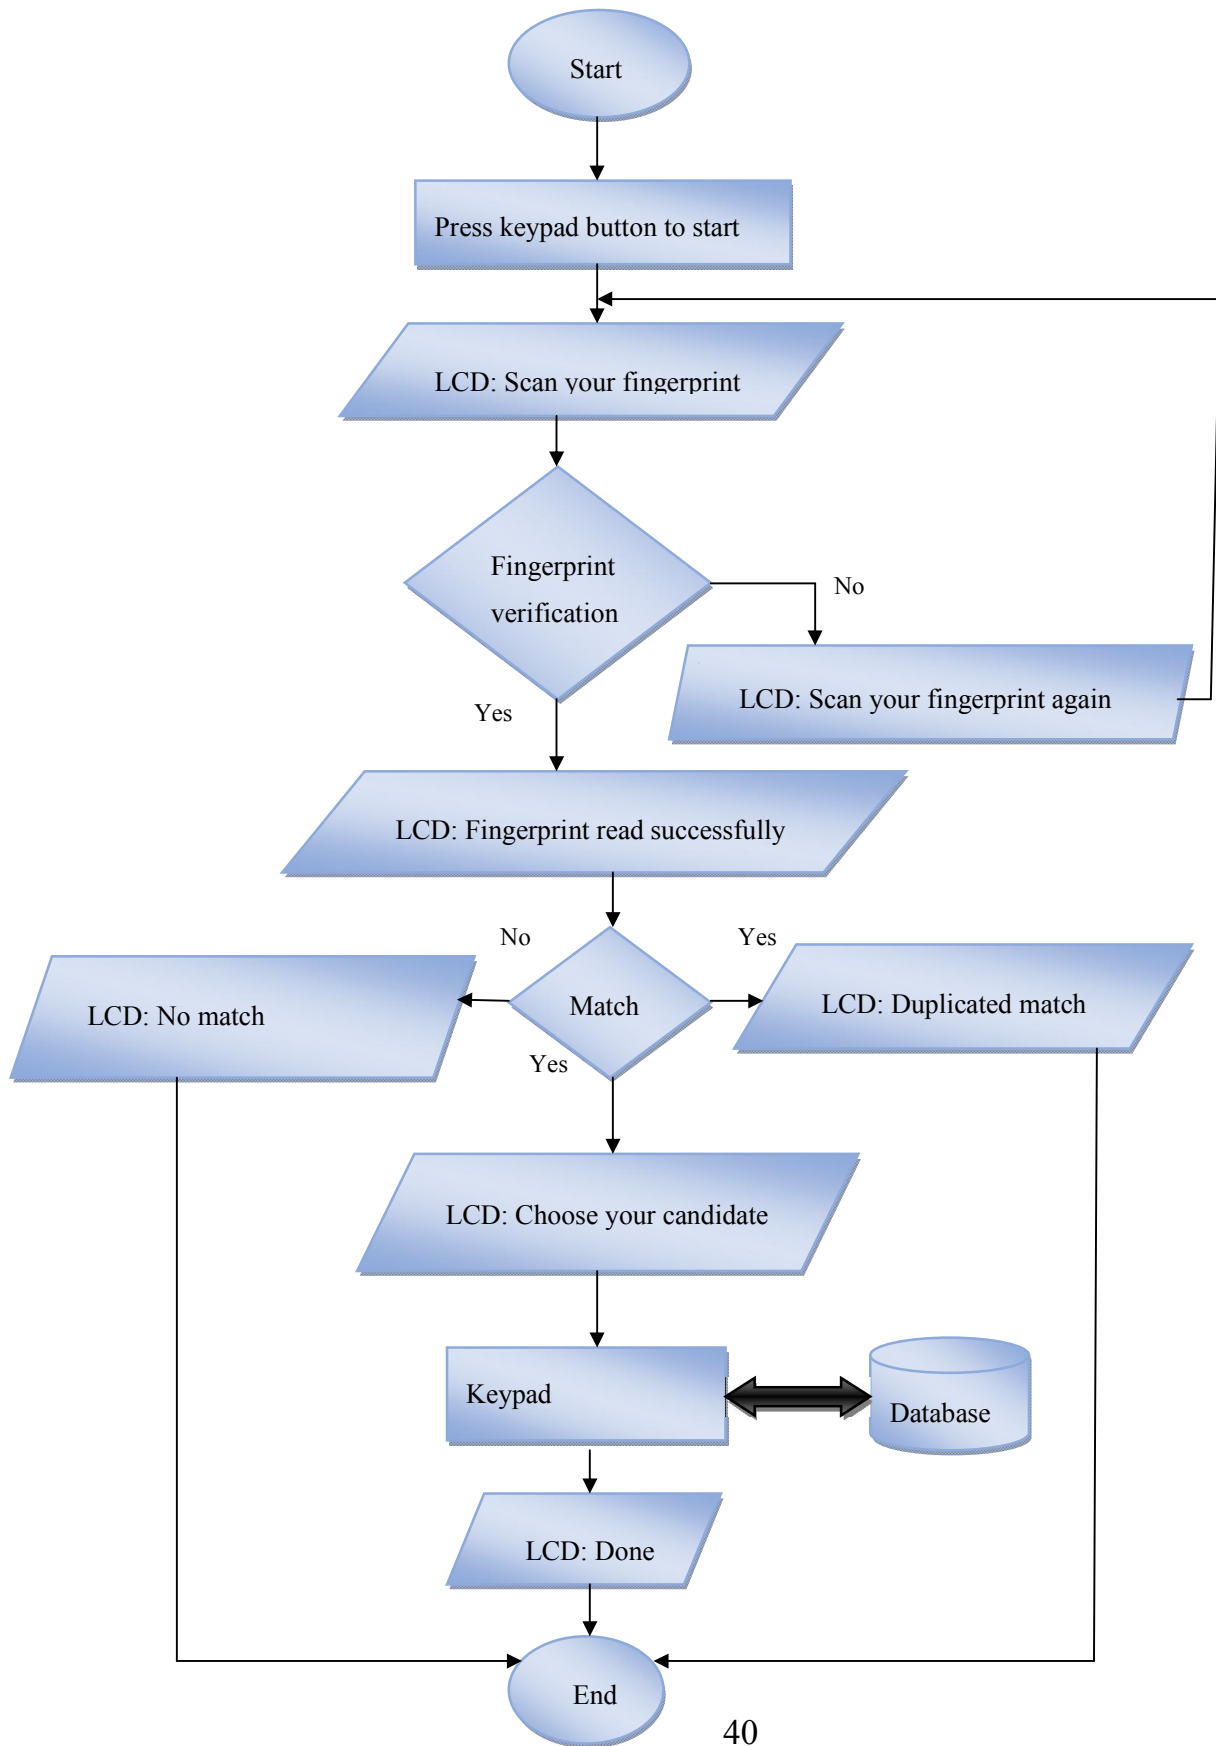 Start
Press keypad button to start
LCD: Scan your fingerprint
Fingerprint
verification
No
LCD: Scan your fingerprint again
Yes
LCD: Fingerprint read successfully
No
Yes
LCD: No match
Match
LCD: Duplicated match
Yes
LCD: Choose your candidate
Keypad
Database
LCD: Done
End
40